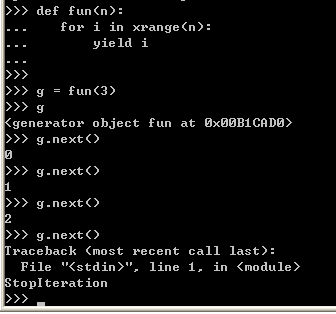 >>> def fun(n):
...     for i in xrange(n):
...         yield i
...
>>>
>>> g = fun(3)
>>> g
<generator object fun at 0x00B1CAD0>
>>> g.next()
0
>>> g.next()
1
>>> g.next()
2
>>> g.next()
Traceback (most recent call last):
  File "<stdin>", line 1, in <module>
StopIteration
>>> _